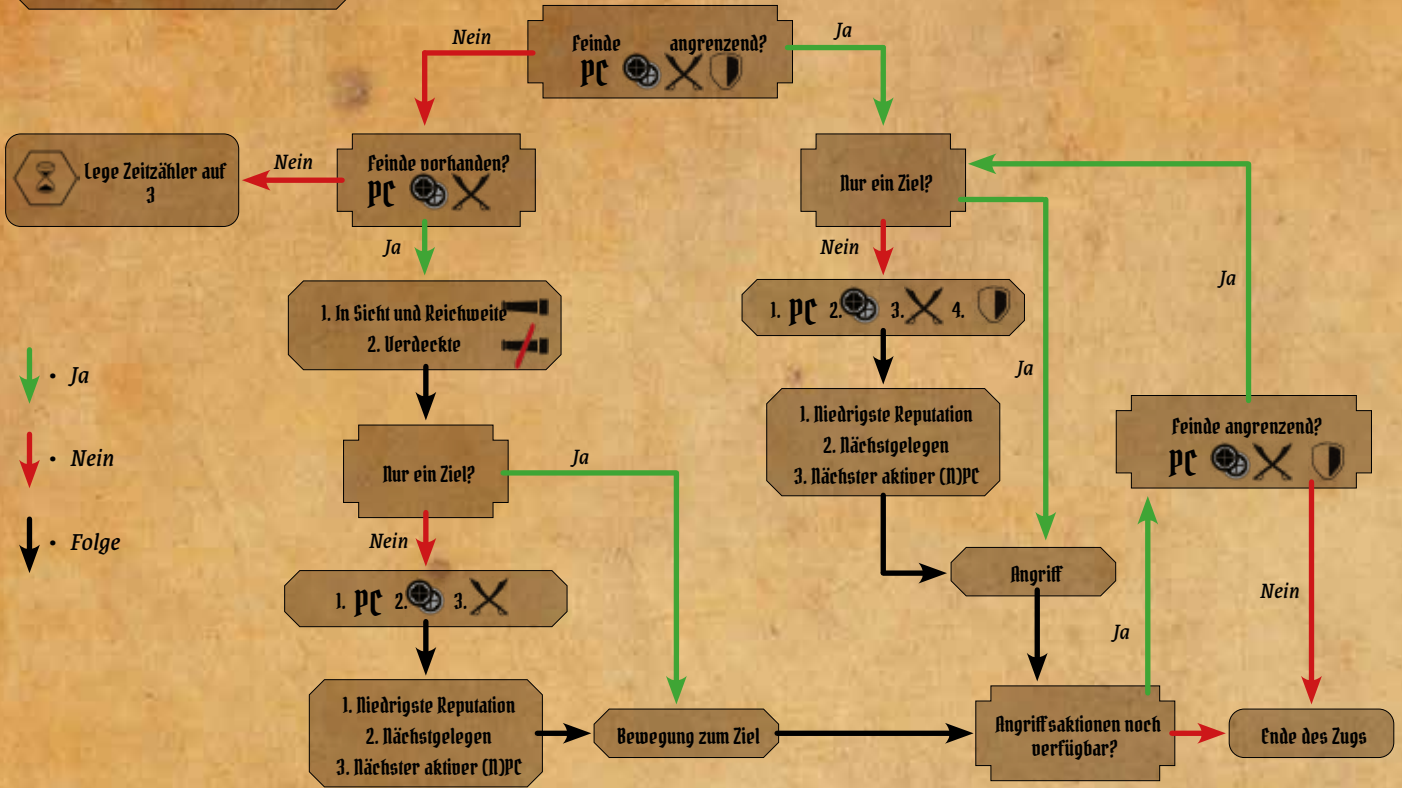 Nein
Feinde angrenzend?
PC
Ja
Nein
Lege Zeitzähler auf
3
Feinde vorhanden?
PC
Nur ein Ziel?
Ja
Nein
1. In Sicht und Reichweite
2. Verdeckte
1. PC 2. 3. 4.
Ja
Ja
Nein
Folge
Ja
1. Niedrigste Reputation
2. Nächstgelegen
3. Nächster aktiver (N)PC
Feinde angrenzend?
PC
Nur ein Ziel?
Ja
Nein
1. PC 2. 3.
Angriff
Nein
Ja
1. Niedrigste Reputation
2. Nächstgelegen
3. Nächster aktiver (N)PC
Bewegung zum Ziel
Angriffsaktionen noch
verfügbar?
Ende des Zugs